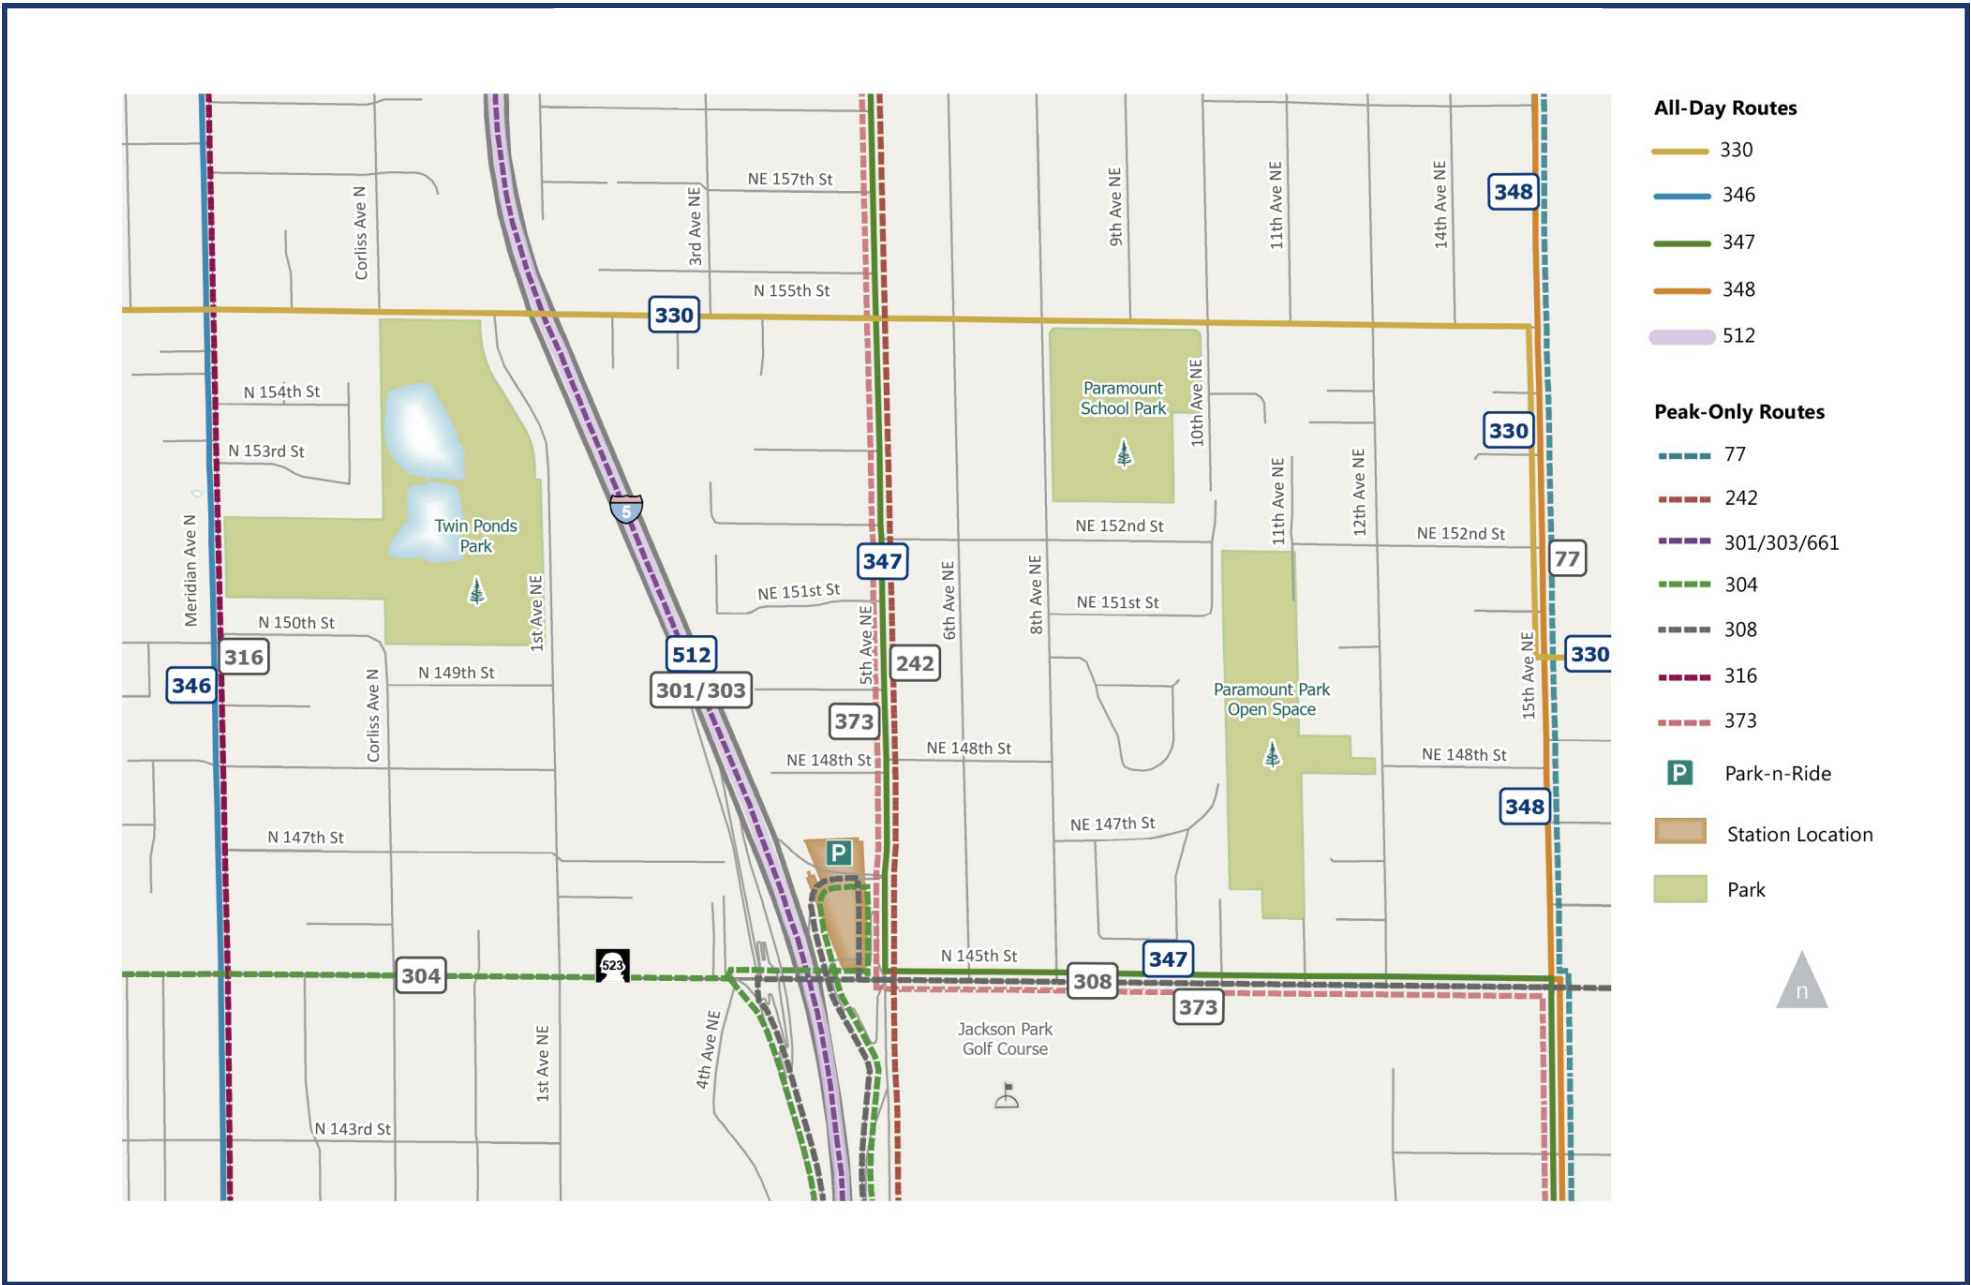 NE 157th St
Corliss Ave N
3rd Ave NE
9th Ave NE
11th Ave NE
14th Ave NE
348
N 155th St
330
N 154th St
N 153rd St
Paramount
School Park
10th Ave NE
330
5
Twin Ponds
Park
Meridian Ave N
1st Ave NE
NE 152nd St
11th Ave NE
12th Ave NE
NE 152nd St
77
347
NE 151st St
5th Ave NE
6th Ave NE
8th Ave NE
NE 151st St
N 150th St
316
346
N 149th St
Corliss Ave N
512
301/303
242
373
Paramount Park
Open Space
15th Ave NE
330
NE 148th St
NE 148th St
NE 148th St
348
N 147th St
P
NE 147th St
304
523
N 145th St
347
308
373
Jackson Park
Golf Course
4th Ave NE
1st Ave NE
N 143rd St
All-Day Routes
330
346
347
348
512
Peak-Only Routes
77
242
301/303/661
304
308
316
373
P Park-n-Ride
Station Location
Park
n